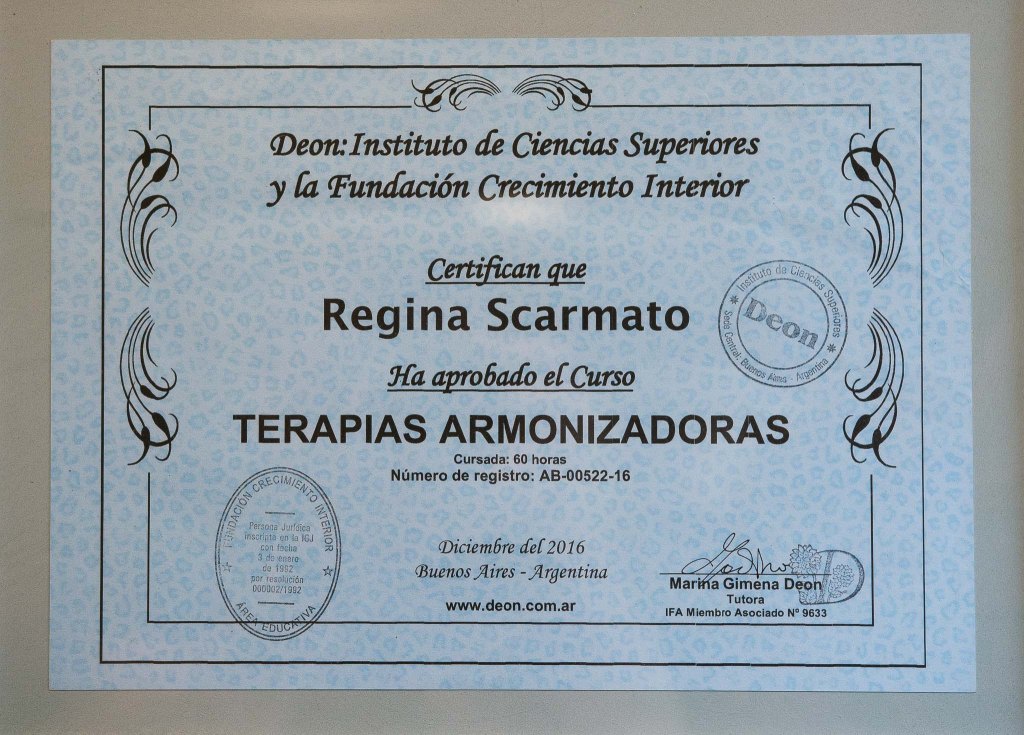 Deon: Instituto de Ciencias Superiores
y la Fundación Crecimiento Interior
Certifican que
Regina Scarmato
Instituto de Ciencias Superiores
Deon
Sede Central: Buenos Aires - Argentina
Ha aprobado el Curso
TERAPIAS ARMONIZADORAS
Cursada: 60 horas
Número de registro: AB-00522-16
FUNDACIÓN CRECIMIENTO INTERIOR
Persona Jurídica
inscripta en la IGJ
con fecha
3 de enero
de 1992
por resolución
000002/1992
ÁREA EDUCATIVA
Diciembre del 2016
Buenos Aires - Argentina
www.deon.com.ar
Marina Gimena Deon
Tutora
IFA Miembro Asociado Nº 9633